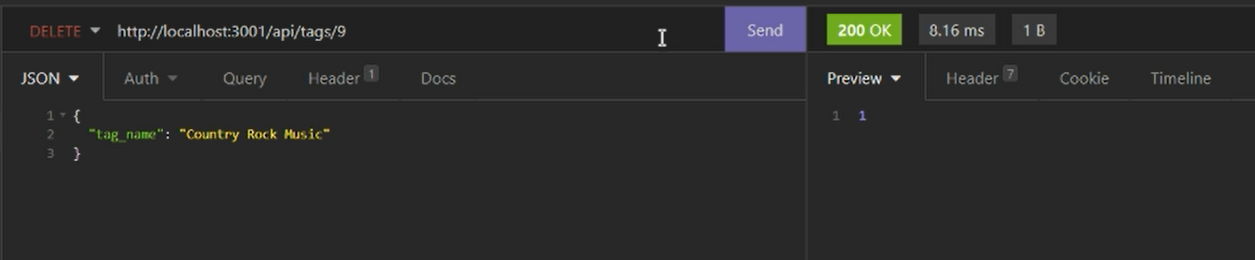 DELETE http://localhost:3001/api/tags/9 Send 200 OK 8.16 ms 1 B
JSON Auth Query Header 1 Docs Preview Header 7 Cookie Timeline
1 {
2 "tag_name": "Country Rock Music"
3 }
1 1